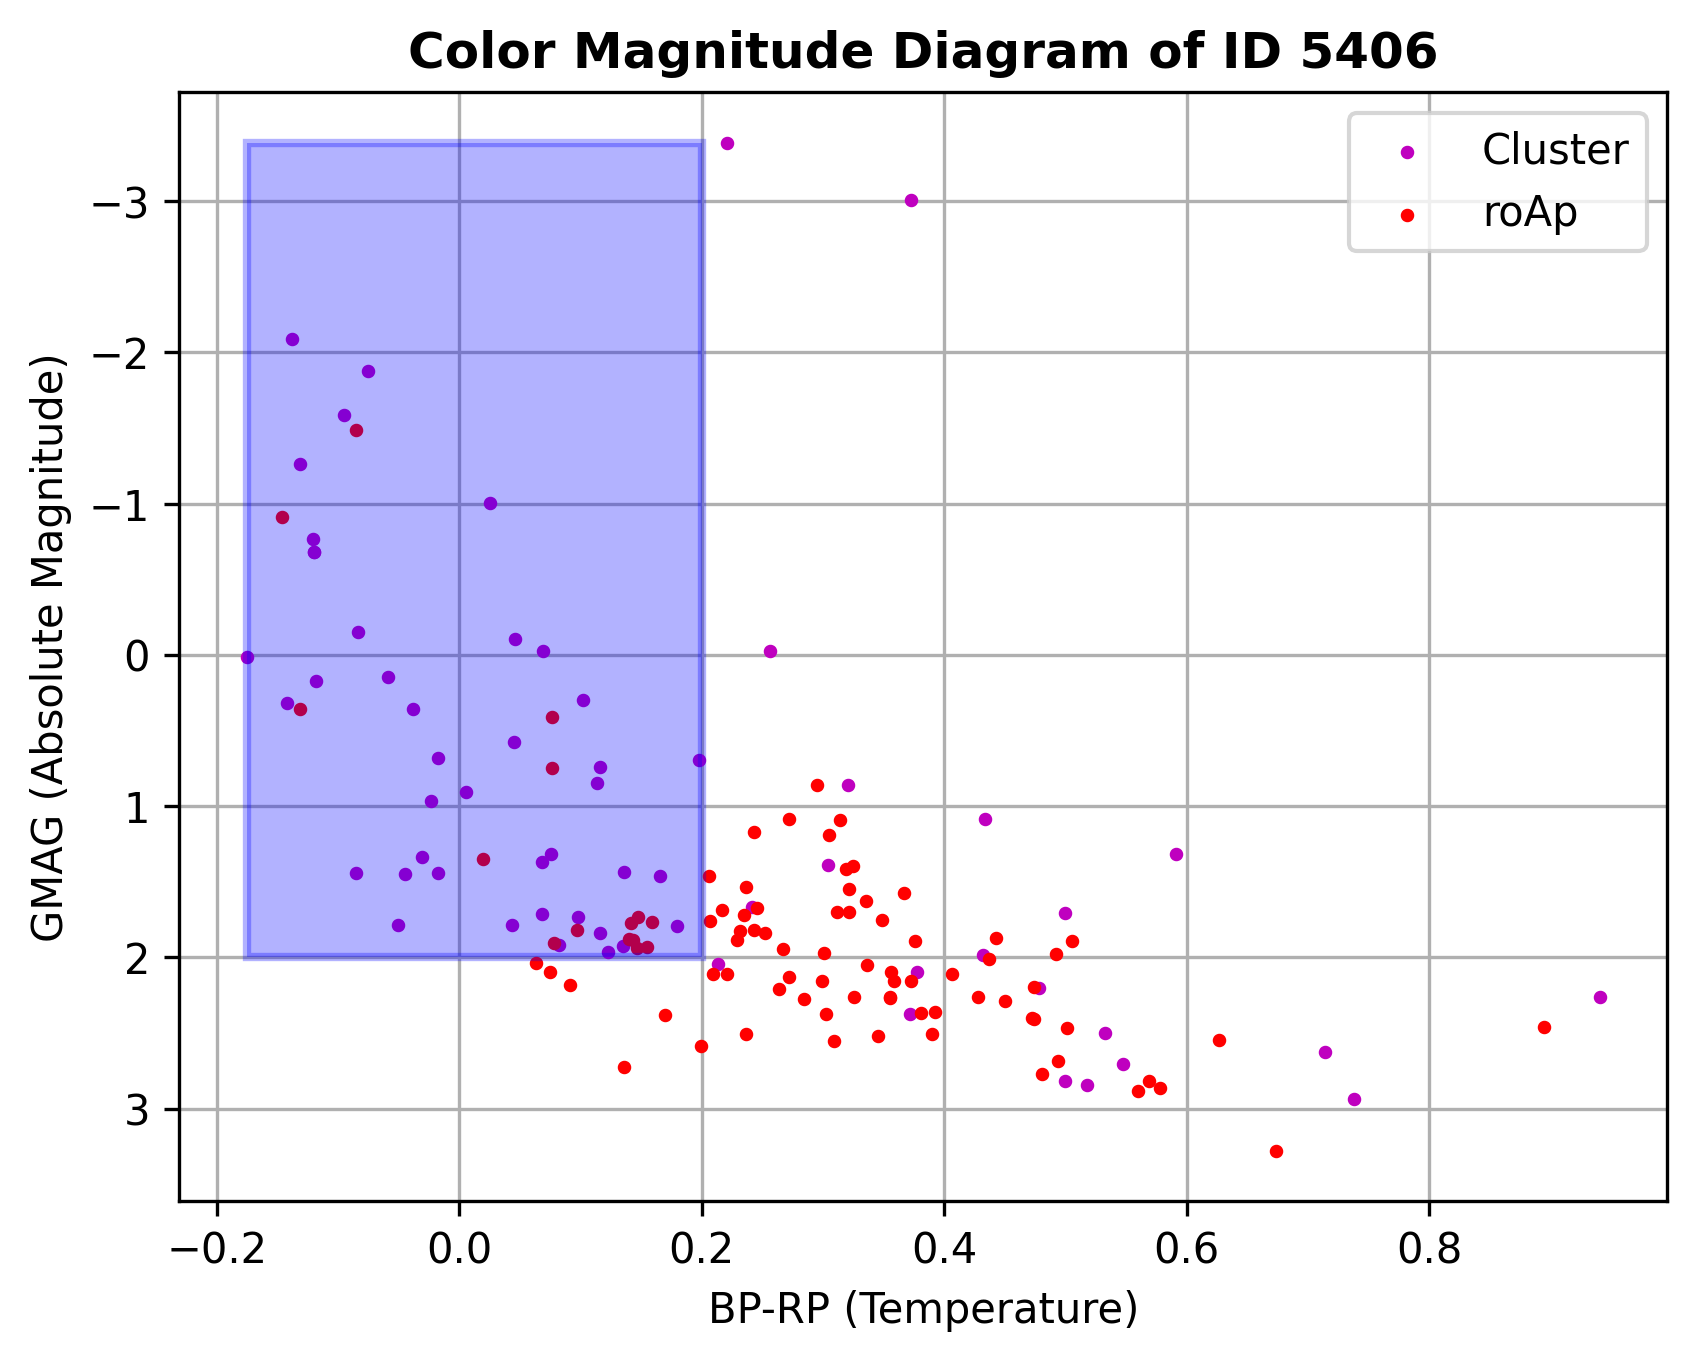 Color Magnitude Diagram of ID 5406
Cluster
roAp
−3
−2
−1
0
1
2
3
GMAG (Absolute Magnitude)
−0.2 0.0 0.2 0.4 0.6 0.8
BP-RP (Temperature)